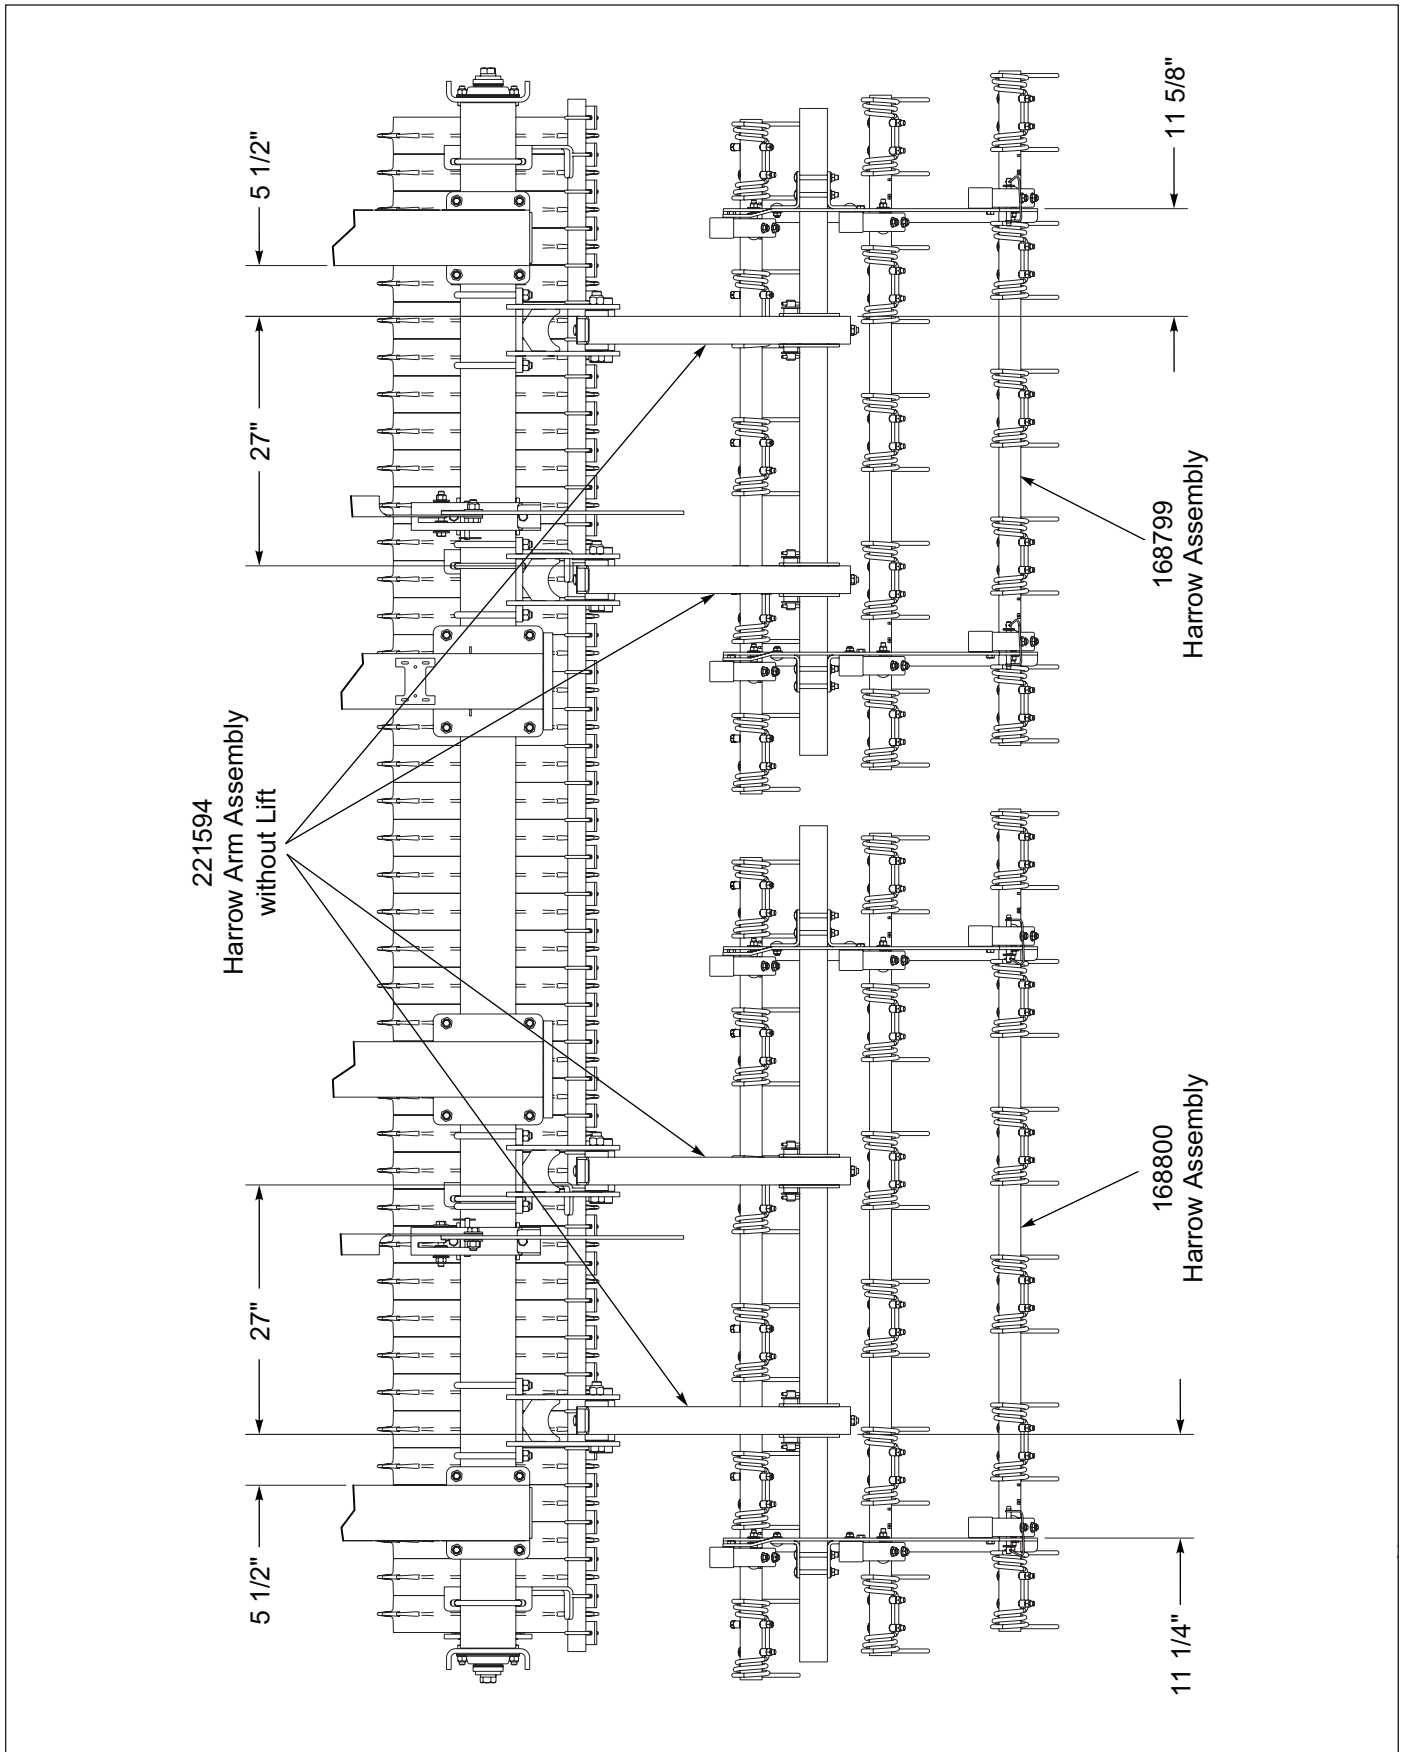 5 1/2"
27"
221594
Harrow Arm Assembly
without Lift
27"
5 1/2"
11 1/4"
168800
Harrow Assembly
168799
Harrow Assembly
11 5/8"